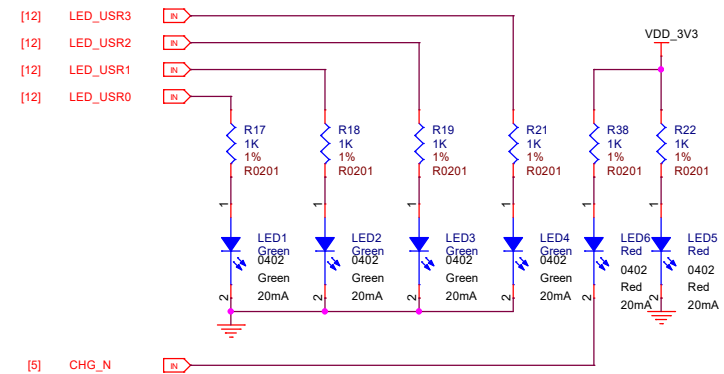 [12] LED_USR3 IN
[12] LED_USR2 IN
[12] LED_USR1 IN
[12] LED_USR0 IN
VDD_3V3
R17
1K
1%
R0201
R18
1K
1%
R0201
R19
1K
1%
R0201
R21
1K
1%
R0201
R38
1K
1%
R0201
R22
1K
1%
R0201
1
LED1
Green
0402
Green
20mA
2
1
LED2
Green
0402
Green
20mA
2
1
LED3
Green
0402
Green
20mA
2
1
LED4
Green
0402
Green
20mA
2
1
LED6
Red
0402
Red
20mA
2
1
LED5
Red
0402
Red
20mA
2
[5] CHG_N IN